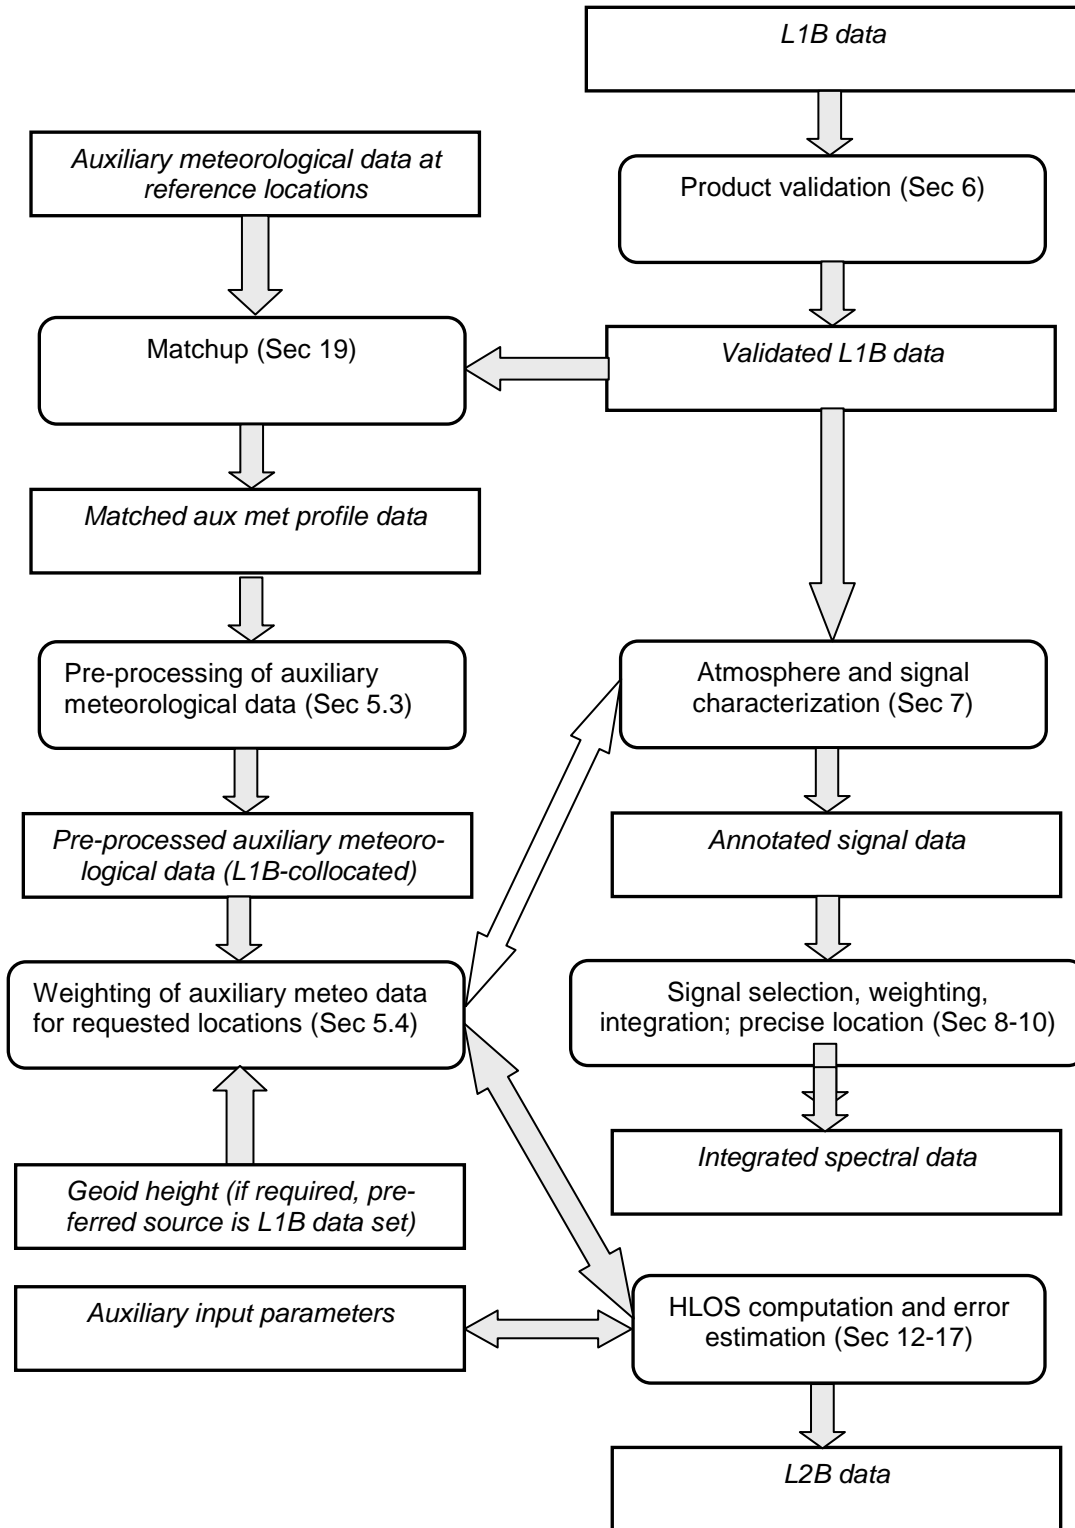 L1B data
Auxiliary meteorological data at
reference locations
Product validation (Sec 6)
Matchup (Sec 19)
Validated L1B data
Matched aux met profile data
Pre-processing of auxiliary
meteorological data (Sec 5.3)
Atmosphere and signal
characterization (Sec 7)
Pre-processed auxiliary meteoro-
logical data (L1B-collocated)
Annotated signal data
Weighting of auxiliary meteo data
for requested locations (Sec 5.4)
Signal selection, weighting,
integration; precise location (Sec 8-10)
Geoid height (if required, pre-
ferred source is L1B data set)
Integrated spectral data
Auxiliary input parameters
HLOS computation and error
estimation (Sec 12-17)
L2B data